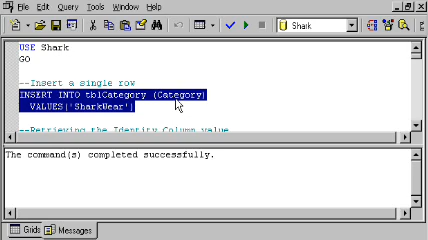 File Edit Query Tools Window Help
Shark
USE Shark
GO
--Insert a single row
INSERT INTO tblCategory (Category)
VALUES('SharkWear')
--Retrieving the Identity Column value
The command(s) completed successfully.
Grids Messages